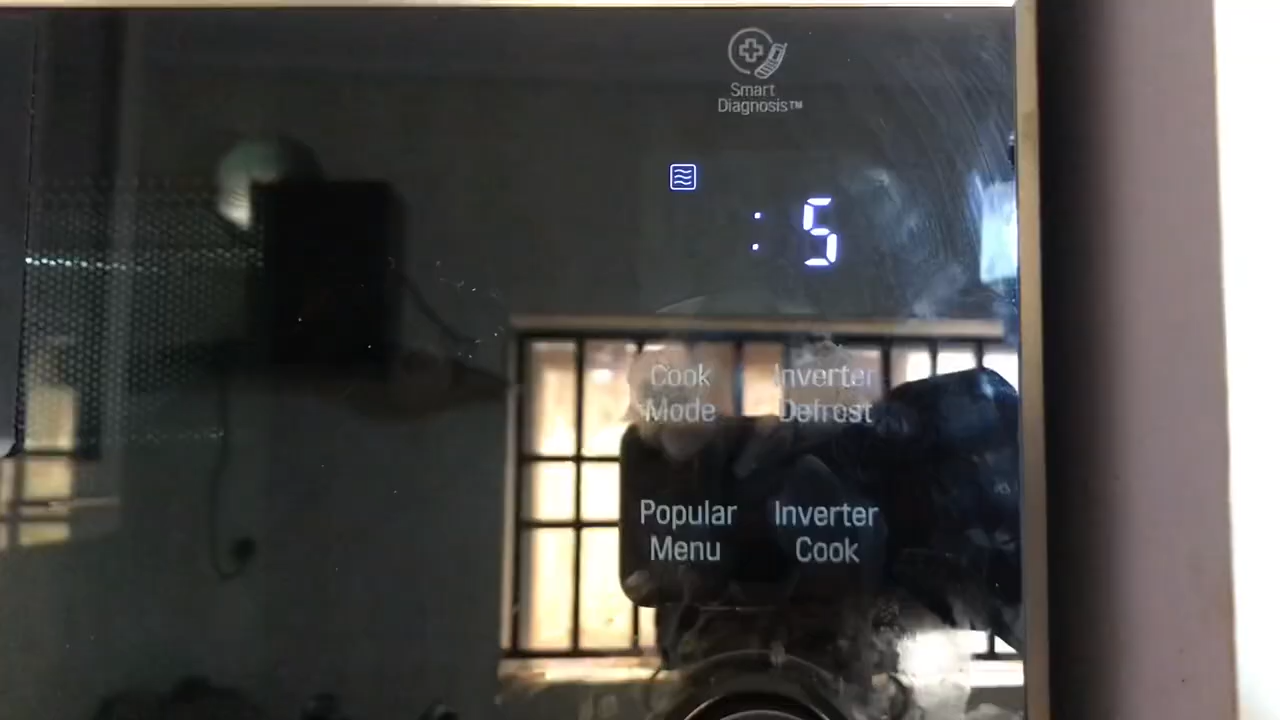 Smart
Diagnosis™
: 5
Cook
Mode
Inverter
Defrost
Popular
Menu
Inverter
Cook